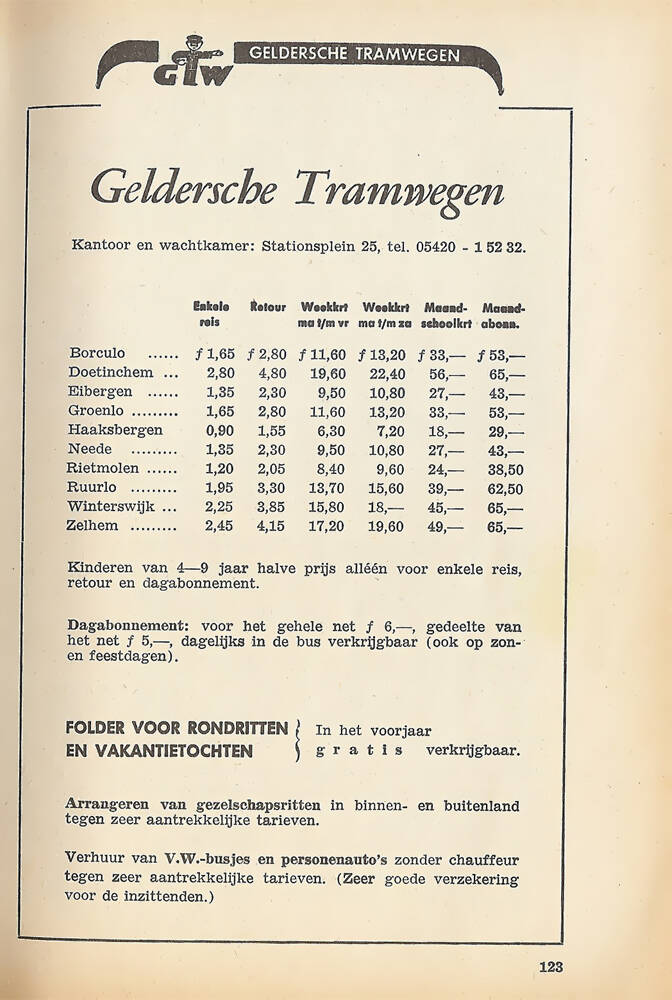 GTW GELDERSCHE TRAMWEGEN
Geldersche Tramwegen
Kantoor en wachtkamer: Stationsplein 25, tel. 05420 - 1 52 32.
Enkele Retour Weekkrt Weekkrt Maand- Maand-
reis ma t/m vr ma t/m za schoolkrt abonn.
Borculo ...... ƒ 1,65 ƒ 2,80 ƒ 11,60 ƒ 13,20 ƒ 33,— ƒ 53,—
Doetinchem ... 2,80 4,80 19,60 22,40 56,— 65,—
Eibergen ...... 1,35 2,30 9,50 10,80 27,— 43,—
Groenlo ......... 1,65 2,80 11,60 13,20 33,— 53,—
Haaksbergen 0,90 1,55 6,30 7,20 18,— 29,—
Neede ......... 1,35 2,30 9,50 10,80 27,— 43,—
Rietmolen ...... 1,20 2,05 8,40 9,60 24,— 38,50
Ruurlo ......... 1,95 3,30 13,70 15,60 39,— 62,50
Winterswijk ... 2,25 3,85 15,80 18,— 45,— 65,—
Zelhem ......... 2,45 4,15 17,20 19,60 49,— 65,—
Kinderen van 4—9 jaar halve prijs alléén voor enkele reis,
retour en dagabonnement.
Dagabonnement: voor het gehele net ƒ 6,—, gedeelte van
het net ƒ 5,—, dagelijks in de bus verkrijgbaar (ook op zon-
en feestdagen).
FOLDER VOOR RONDRITTEN } In het voorjaar
EN VAKANTIETOCHTEN } gratis verkrijgbaar.
Arrangeren van gezelschapsritten in binnen- en buitenland
tegen zeer aantrekkelijke tarieven.
Verhuur van V.W.-busjes en personenauto's zonder chauffeur
tegen zeer aantrekkelijke tarieven. (Zeer goede verzekering
voor de inzittenden.)
123